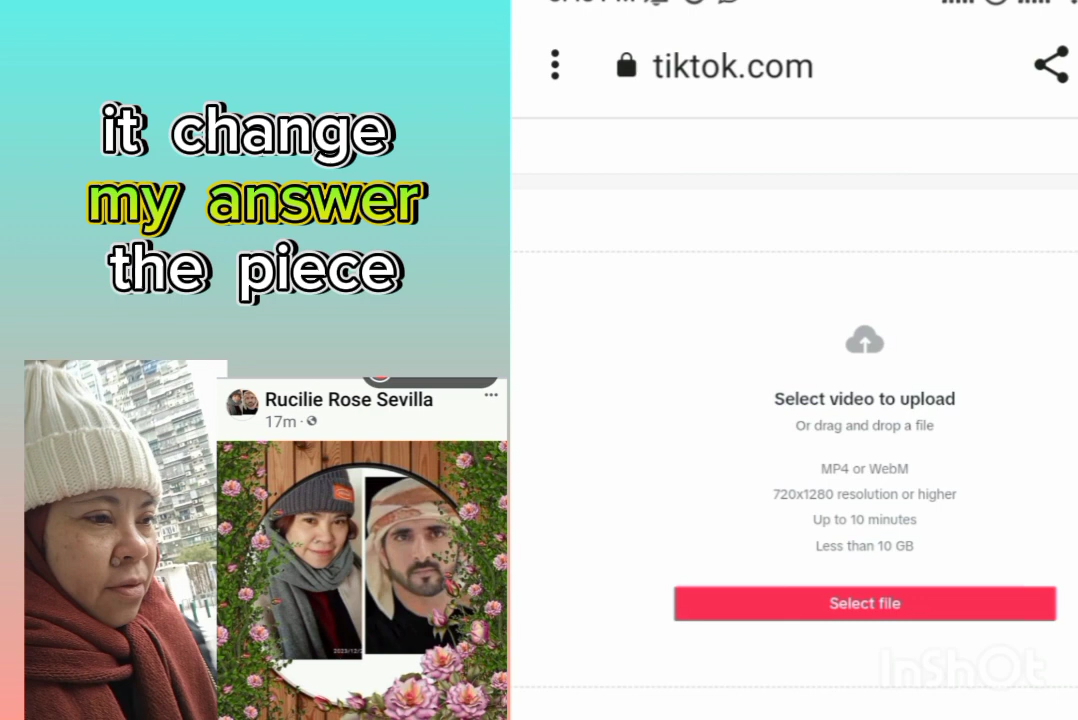 it change
my answer
the piece
Rucilie Rose Sevilla
17m
tiktok.com
Select video to upload
Or drag and drop a file
MP4 or WebM
720x1280 resolution or higher
Up to 10 minutes
Less than 10 GB
Select file
InShOt